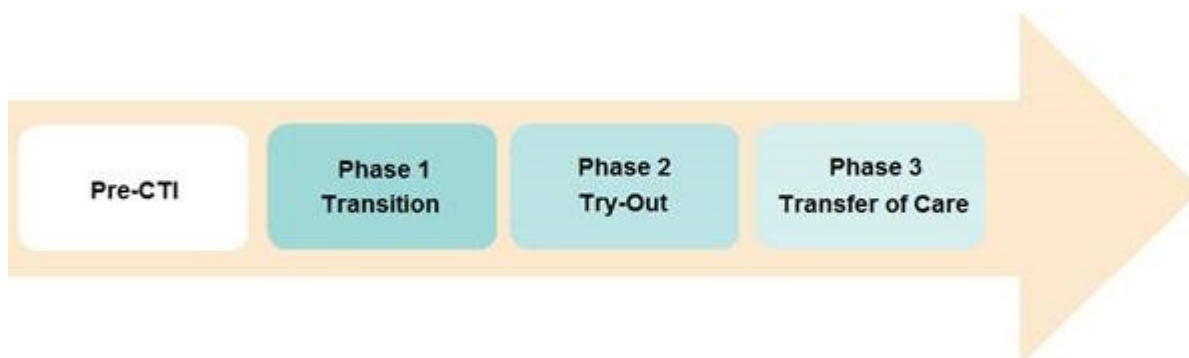 Pre-CTI
Phase 1
Transition
Phase 2
Try-Out
Phase 3
Transfer of Care